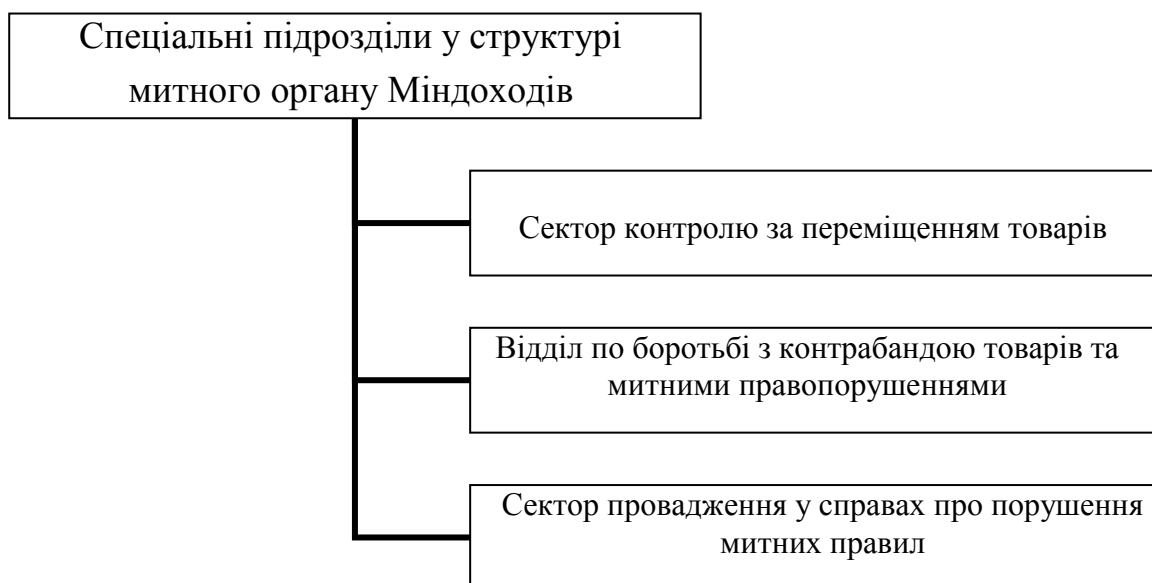 Спеціальні підрозділи у структурі
митного органу Міндоходів
Сектор контролю за переміщенням товарів
Відділ по боротьбі з контрабандою товарів та
митними правопорушеннями
Сектор провадження у справах про порушення
митних правил